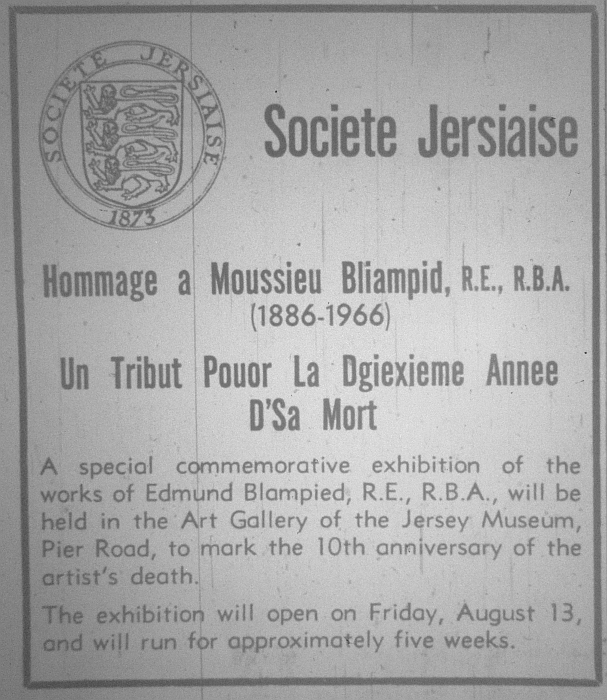 SOCIETE JERSIAISE
1873
Societe Jersiaise
Hommage a Moussieu Bliampid, R.E., R.B.A.
(1886-1966)
Un Tribut Pouor La Dgiexieme Annee
D'Sa Mort
A special commemorative exhibition of the
works of Edmund Blampied, R.E., R.B.A., will be
held in the Art Gallery of the Jersey Museum,
Pier Road, to mark the 10th anniversary of the
artist's death.
The exhibition will open on Friday, August 13,
and will run for approximately five weeks.